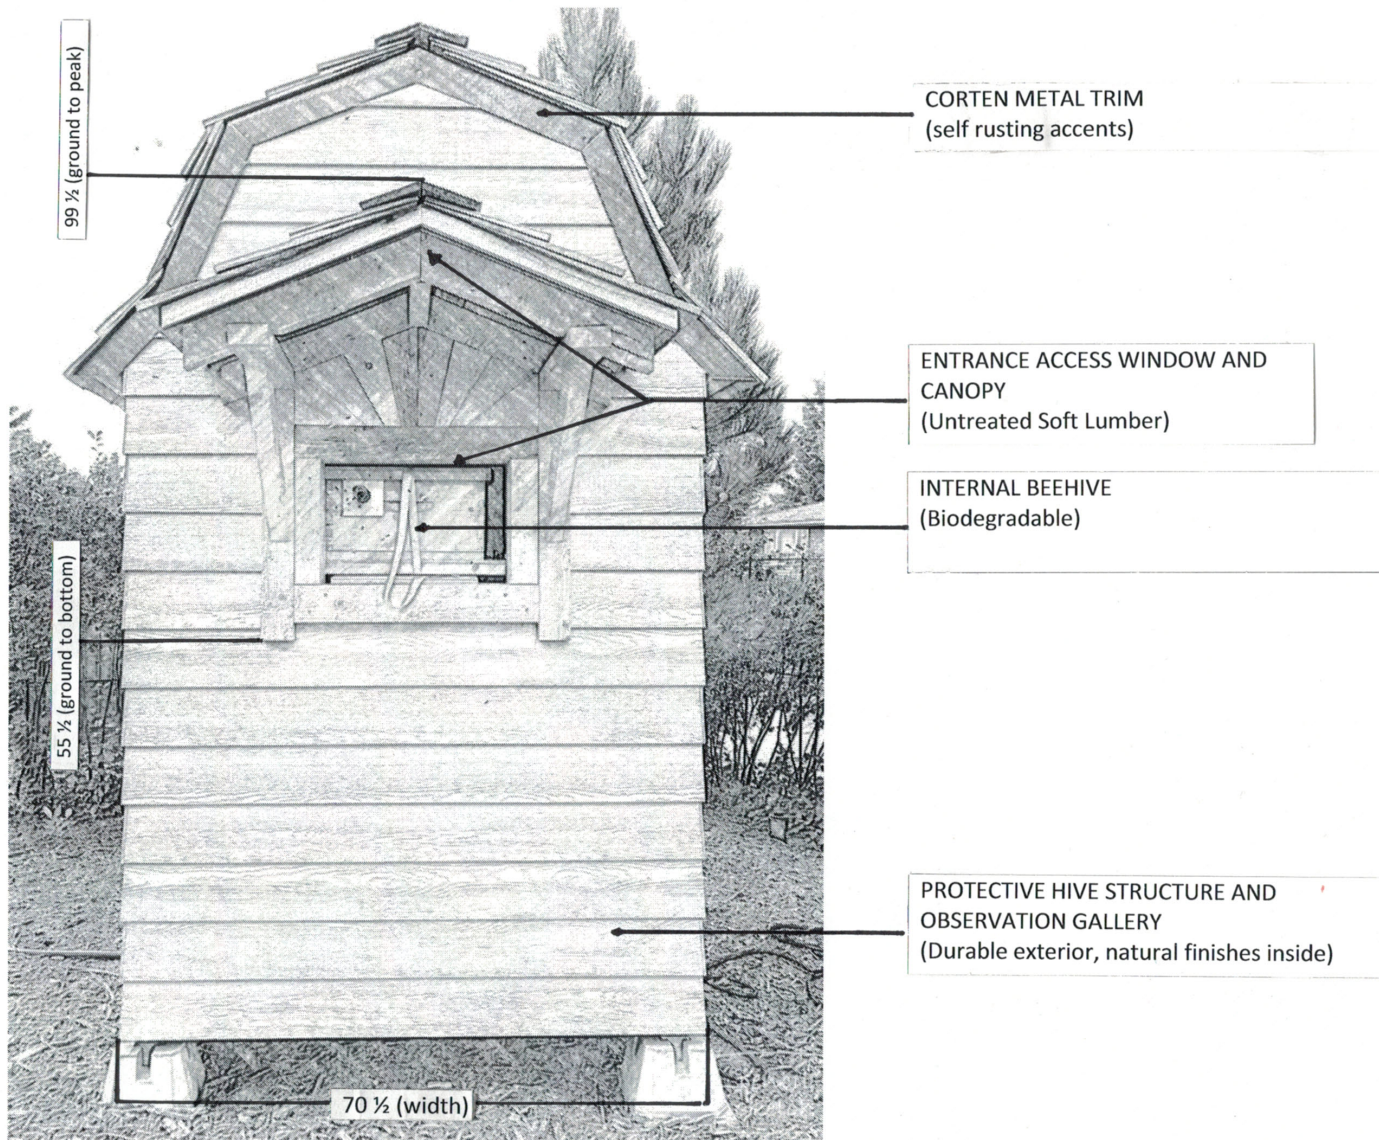 99 ½ (ground to peak)
CORTEN METAL TRIM
(self rusting accents)
ENTRANCE ACCESS WINDOW AND
CANOPY
(Untreated Soft Lumber)
INTERNAL BEEHIVE
(Biodegradable)
55 ½ (ground to bottom)
PROTECTIVE HIVE STRUCTURE AND
OBSERVATION GALLERY
(Durable exterior, natural finishes inside)
70 ½ (width)